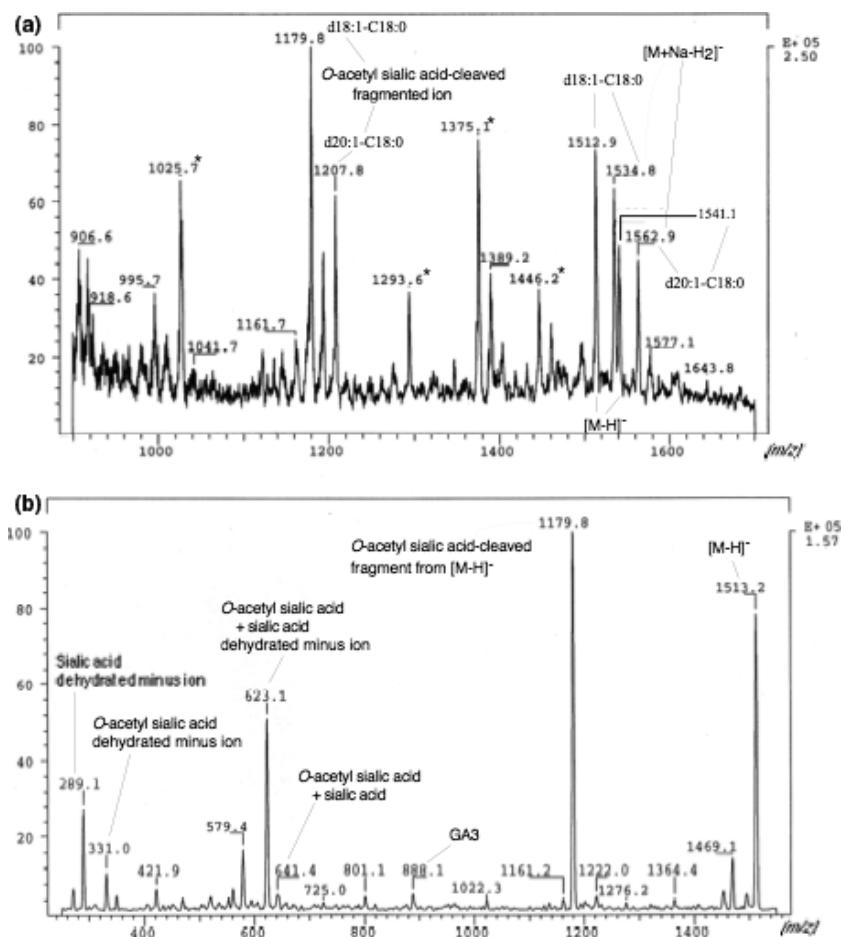 (a)
d18:1-C18:0
1179.8
E+ 05
2.50
[M+Na-H2]-
100
O-acetyl sialic acid-cleaved
fragmented ion
d18:1-C18:0
1375.1*
1512.9
80
d20:1-C18:0
1025.7*
1207.8
1534.8
60
1541.1
906.6
1562.9
995.7
1293.6*
1389.2
1446.2*
d20:1-C18:0
40
918.6
1161.7
1041.7
1577.1
1643.8
20
[M-H]-
1000
1200
1400
1600
[m/z]
(b)
1179.8
E+ 05
1.57
100
O-acetyl sialic acid-cleaved
fragment from [M-H]-
[M-H]-
1513.2
O-acetyl sialic acid
+ sialic acid
dehydrated minus ion
80
Sialic acid
dehydrated minus ion
623.1
60
O-acetyl sialic acid
dehydrated minus ion
O-acetyl sialic acid
+ sialic acid
40
289.1
GA3
579.4
331.0
421.9
641.4
725.0
801.1
888.1
1022.3
1161.2
1222.0
1276.2
1364.4
1469.1
20
400
600
800
1000
1200
1400
[m/z]